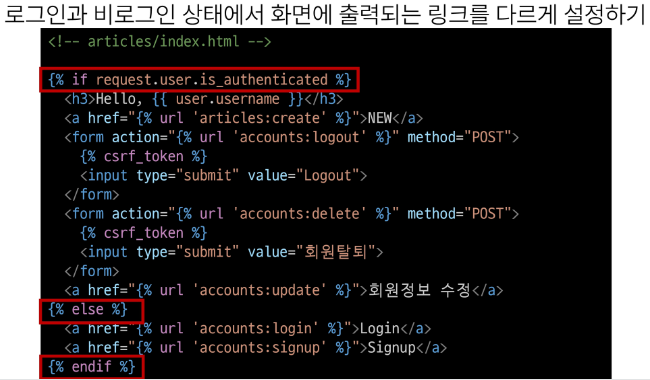 로그인과 비로그인 상태에서 화면에 출력되는 링크를 다르게 설정하기
<!-- articles/index.html -->
{% if request.user.is_authenticated %}
<h3>Hello, {{ user.username }}</h3>
<a href="{% url 'articles:create' %}">NEW</a>
<form action="{% url 'accounts:logout' %}" method="POST">
{% csrf_token %}
<input type="submit" value="Logout">
</form>
<form action="{% url 'accounts:delete' %}" method="POST">
{% csrf_token %}
<input type="submit" value="회원탈퇴">
</form>
<a href="{% url 'accounts:update' %}">회원정보 수정</a>
{% else %}
<a href="{% url 'accounts:login' %}">Login</a>
<a href="{% url 'accounts:signup' %}">Signup</a>
{% endif %}